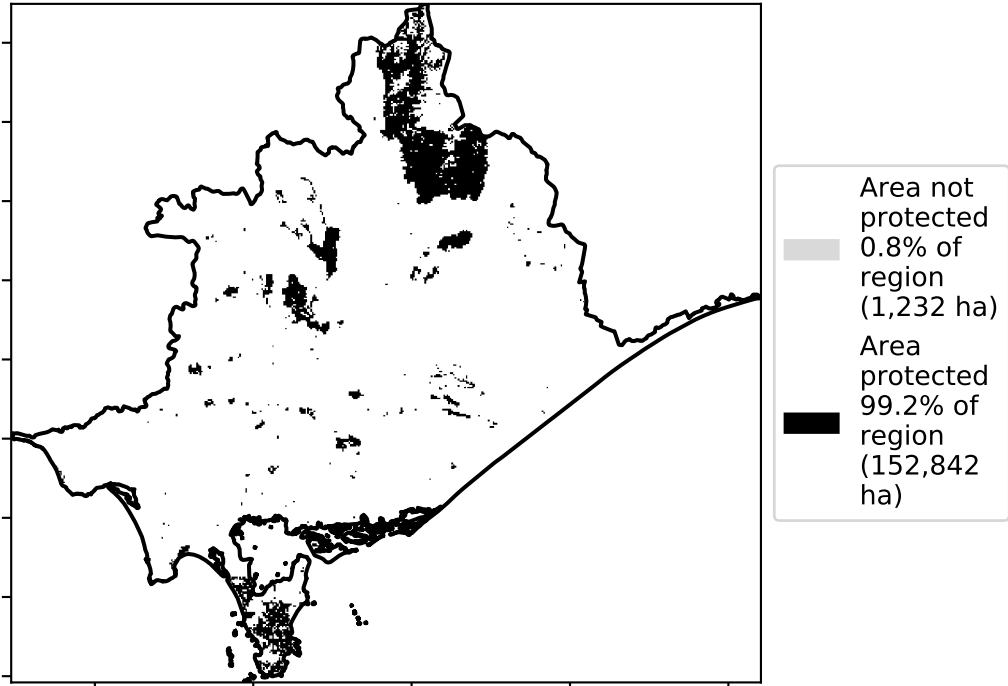 Area not
protected
0.8% of
region
(1,232 ha)
Area
protected
99.2% of
region
(152,842
ha)